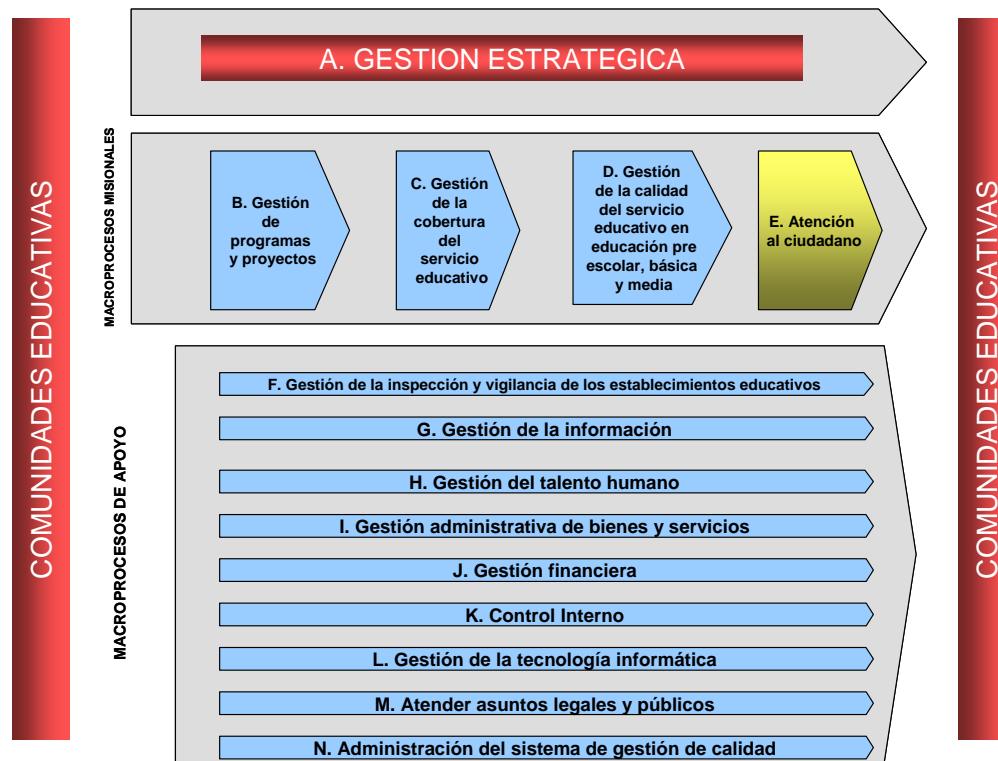 COMUNIDADES EDUCATIVAS
A. GESTION ESTRATEGICA
MACROPROCESOS MISIONALES
B. Gestión
de
programas
y proyectos
C. Gestión
de la
cobertura
del
servicio
educativo
D. Gestión
de la calidad
del servicio
educativo en
educación pre
escolar, básica
y media
E. Atención
al ciudadano
MACROPROCESOS DE APOYO
F. Gestión de la inspección y vigilancia de los establecimientos educativos
G. Gestión de la información
H. Gestión del talento humano
I. Gestión administrativa de bienes y servicios
J. Gestión financiera
K. Control Interno
L. Gestión de la tecnología informática
M. Atender asuntos legales y públicos
N. Administración del sistema de gestión de calidad
COMUNIDADES EDUCATIVAS